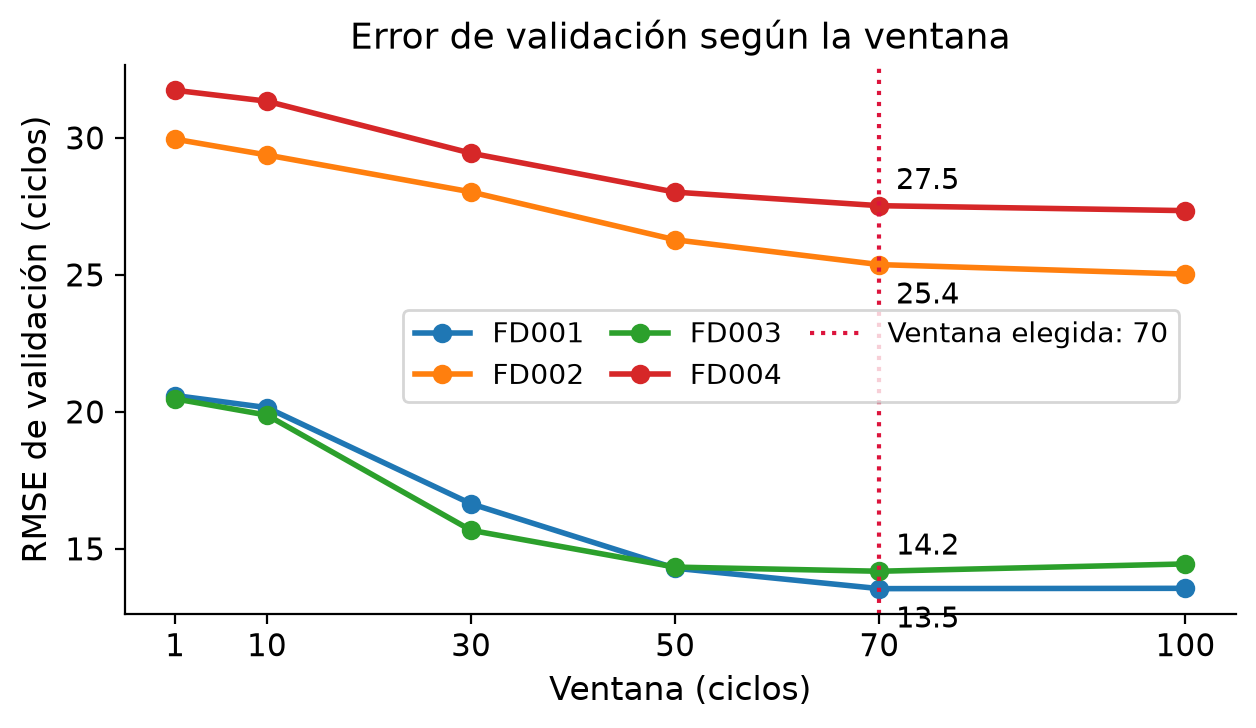 Error de validación según la ventana
RMSE de validación (ciclos)
30
25
20
15
27.5
25.4
FD001 FD003 Ventana elegida: 70
FD002 FD004
14.2
13.5
1 10 30 50 70 100
Ventana (ciclos)